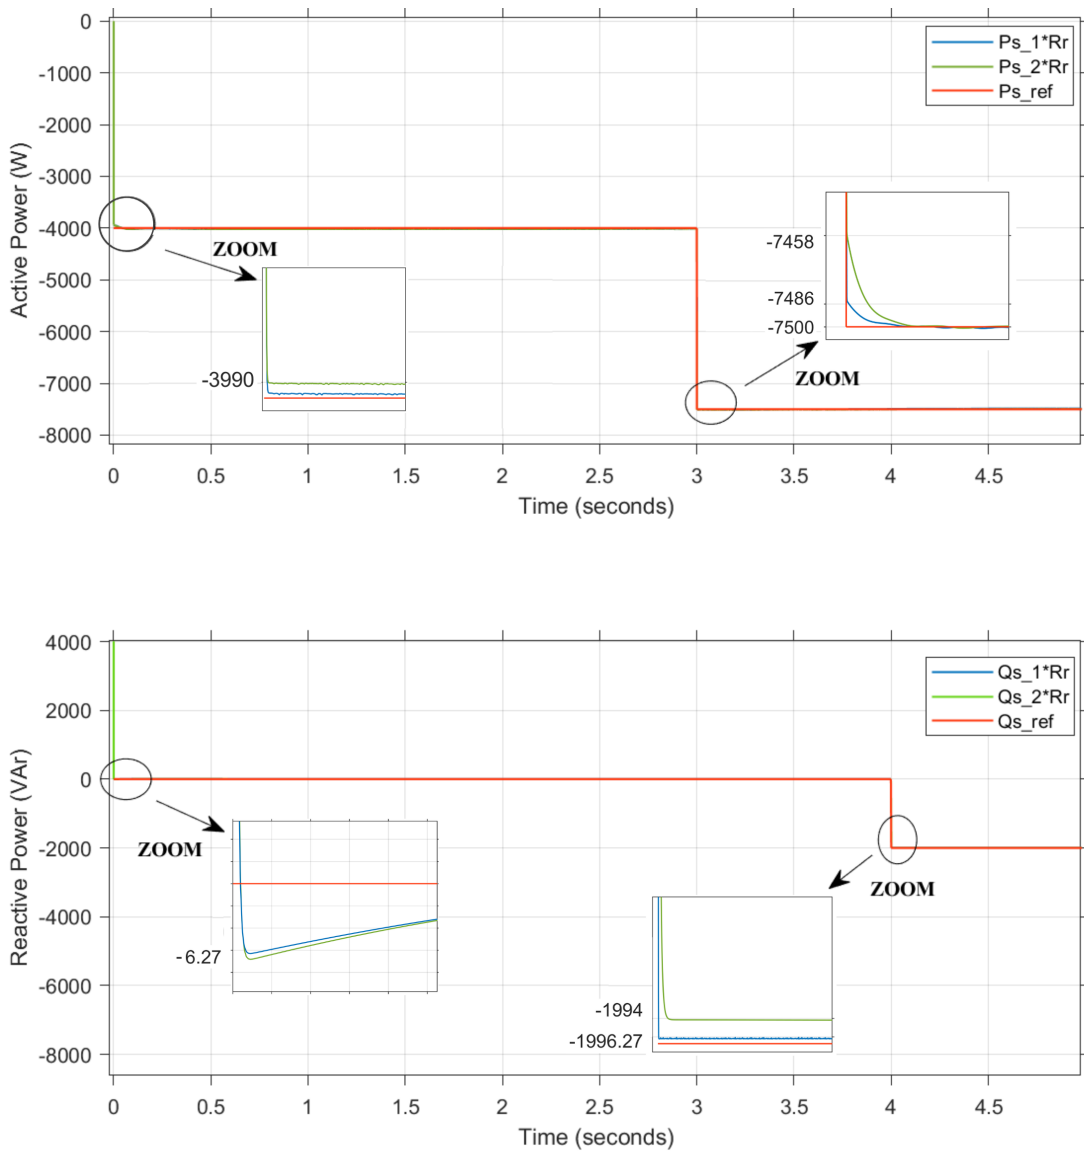 0
-1000
-2000
-3000
-4000
-5000
-6000
-7000
-8000
Active Power (W)
Ps_1*Rr
Ps_2*Rr
Ps_ref
ZOOM
-3990
-7458
-7486
-7500
ZOOM
0 0.5 1 1.5 2 2.5 3 3.5 4 4.5
Time (seconds)
4000
2000
0
-2000
-4000
-6000
-8000
Reactive Power (VAr)
Qs_1*Rr
Qs_2*Rr
Qs_ref
ZOOM
-6.27
ZOOM
-1994
-1996.27
0 0.5 1 1.5 2 2.5 3 3.5 4 4.5
Time (seconds)